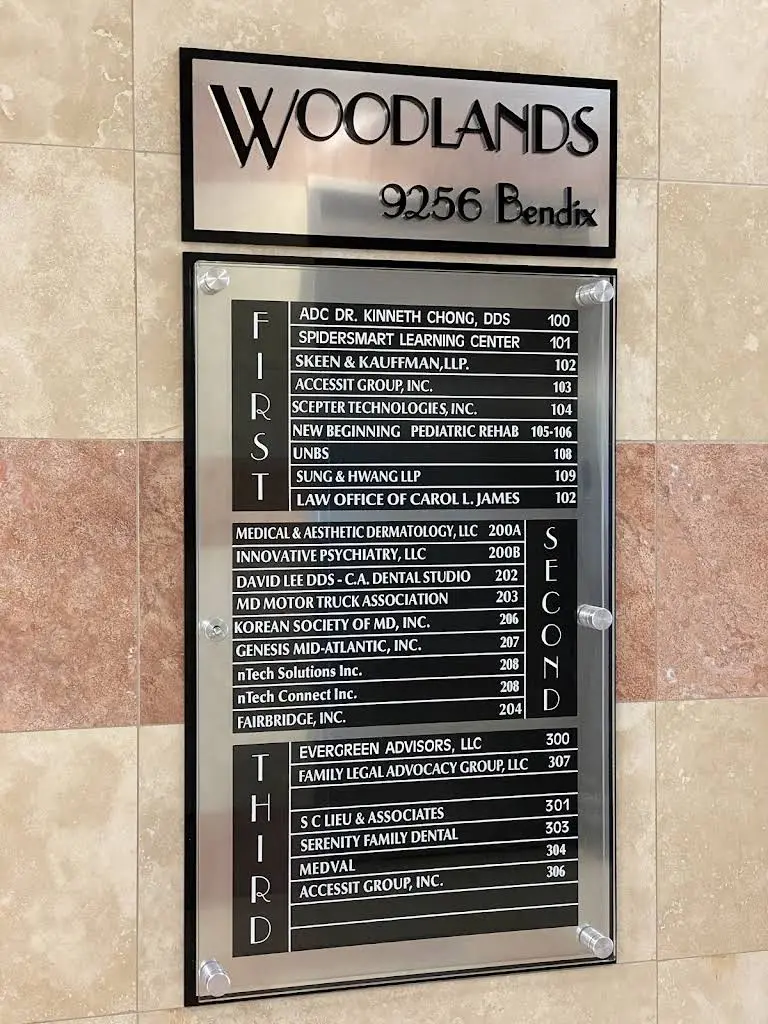 WOODLANDS
9256 Bendix
FIRST
ADC DR. KINNETH CHONG, DDS 100
SPIDERSMART LEARNING CENTER 101
SKEEN & KAUFFMAN, LLP. 102
ACCESSIT GROUP, INC. 103
SCEPTER TECHNOLOGIES, INC. 104
NEW BEGINNING PEDIATRIC REHAB 105-106
UNBS 108
SUNG & HWANG LLP 109
LAW OFFICE OF CAROL L. JAMES 102
SECOND
MEDICAL & AESTHETIC DERMATOLOGY, LLC 200A
INNOVATIVE PSYCHIATRY, LLC 200B
DAVID LEE DDS - C.A. DENTAL STUDIO 202
MD MOTOR TRUCK ASSOCIATION 203
KOREAN SOCIETY OF MD, INC. 206
GENESIS MID-ATLANTIC, INC. 207
nTech Solutions Inc. 208
nTech Connect Inc. 208
FAIRBRIDGE, INC. 204
THIRD
EVERGREEN ADVISORS, LLC 300
FAMILY LEGAL ADVOCACY GROUP, LLC 307
S C LIEU & ASSOCIATES 301
SERENITY FAMILY DENTAL 303
MEDVAL 304
ACCESSIT GROUP, INC. 306